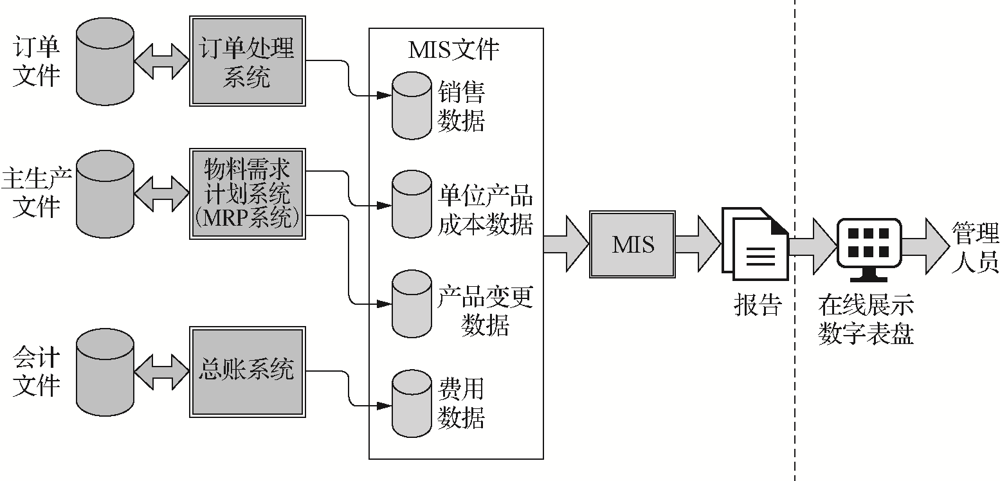 订单
文件
订单处理
系统
主生产
文件
物料需求
计划系统
(MRP系统)
会计
文件
总账系统
MIS文件
销售
数据
单位产品
成本数据
产品变更
数据
费用
数据
MIS
报告
在线展示
数字表盘
管理
人员